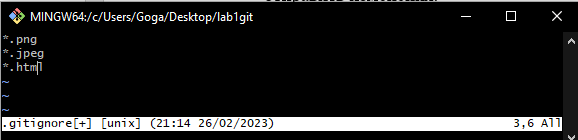 MINGW64:/c/Users/Goga/Desktop/lab1git
*.png
*.jpeg
*.html
~
~
~
.gitignore[+] [unix] (21:14 26/02/2023) 3,6 All